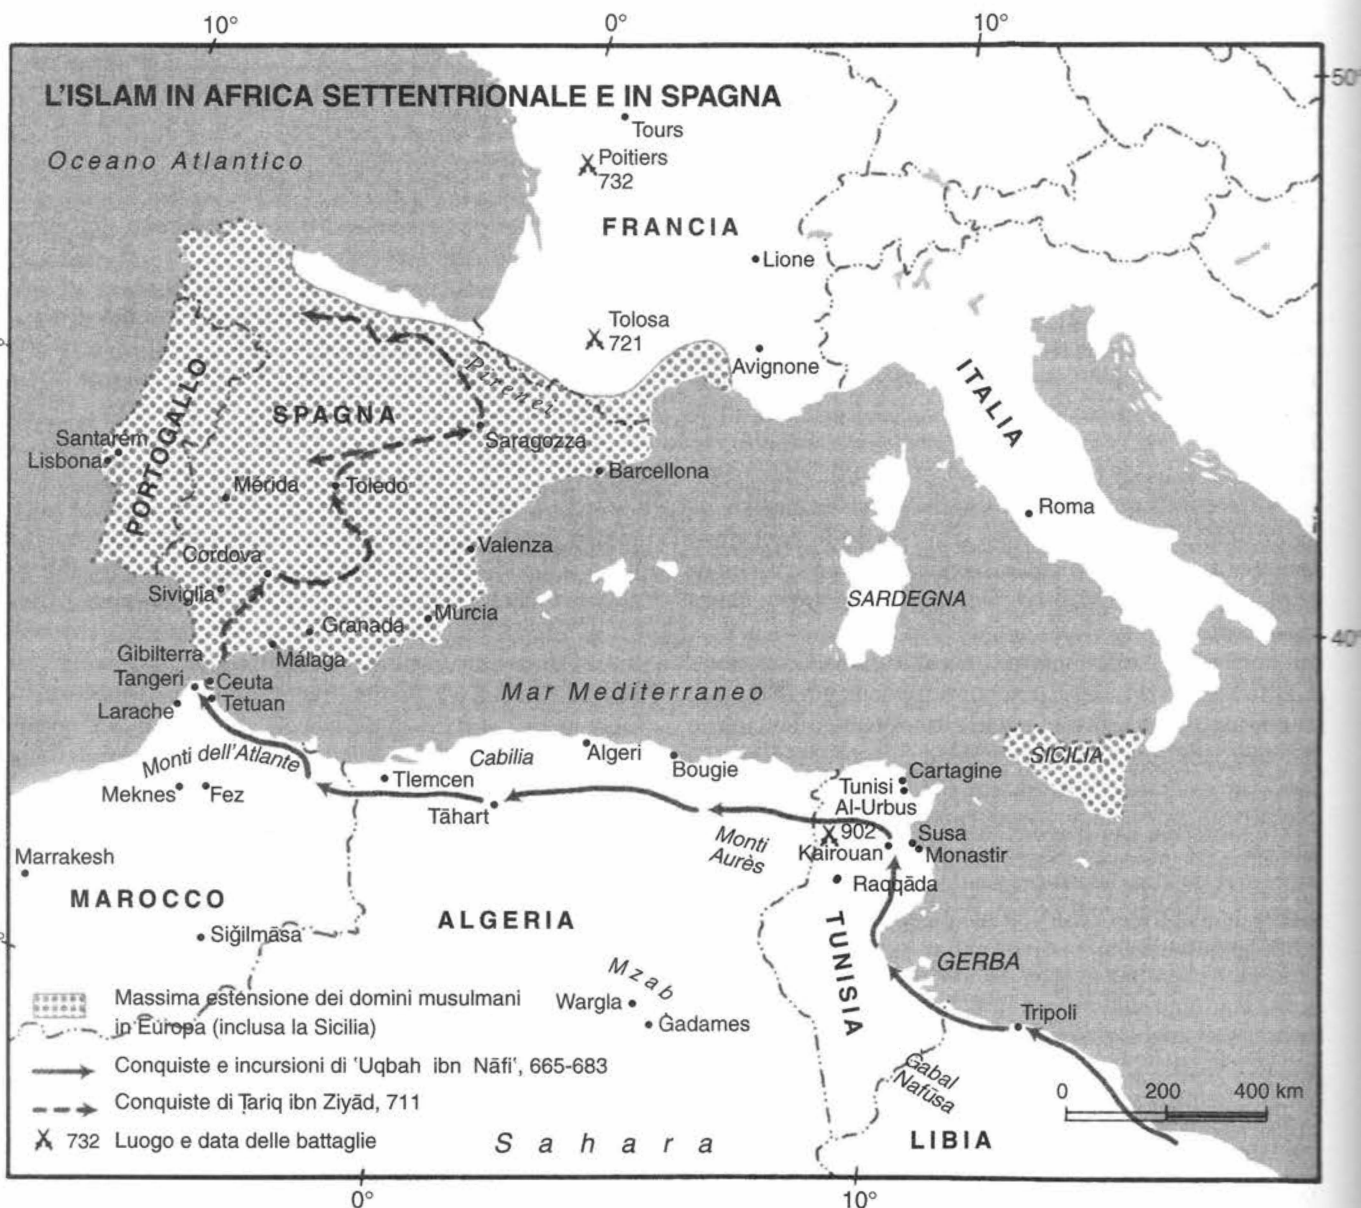 10° 0° 10°
50°
L'ISLAM IN AFRICA SETTENTRIONALE E IN SPAGNA
Tours
Oceano Atlantico
Poitiers
732
FRANCIA
Lione
Tolosa
721
Avignone
Pirenei
ITALIA
PORTOGALLO
SPAGNA
Santarém
Lisbona
Saragozza
Barcellona
Mérida
Toledo
Roma
Cordova
Valenza
Siviglia
SARDEGNA
Granada
Murcia
40°
Gibilterra
Málaga
Tangeri
Ceuta
Tetuan
Larache
Mar Mediterraneo
Monti dell'Atlante
Cabilia
Algeri
Bougie
SICILIA
Cartagine
Tunisi
Tlemcen
Meknes
Fez
Tāhart
Al-Urbus
902
Susa
Monti
Aurès
Kairouan
Monastir
Marrakesh
Raqqāda
MAROCCO
ALGERIA
TUNISIA
Siğilmāsa
GERBA
Mzab
Wargla
Gadames
Tripoli
Massima estensione dei domini musulmani
in Europa (inclusa la Sicilia)
Conquiste e incursioni di 'Uqbah ibn Nāfi', 665-683
Gabal
Nafūsa
0 200 400 km
Conquiste di Ṭariq ibn Ziyād, 711
732 Luogo e data delle battaglie
Sahara
LIBIA
0° 10°